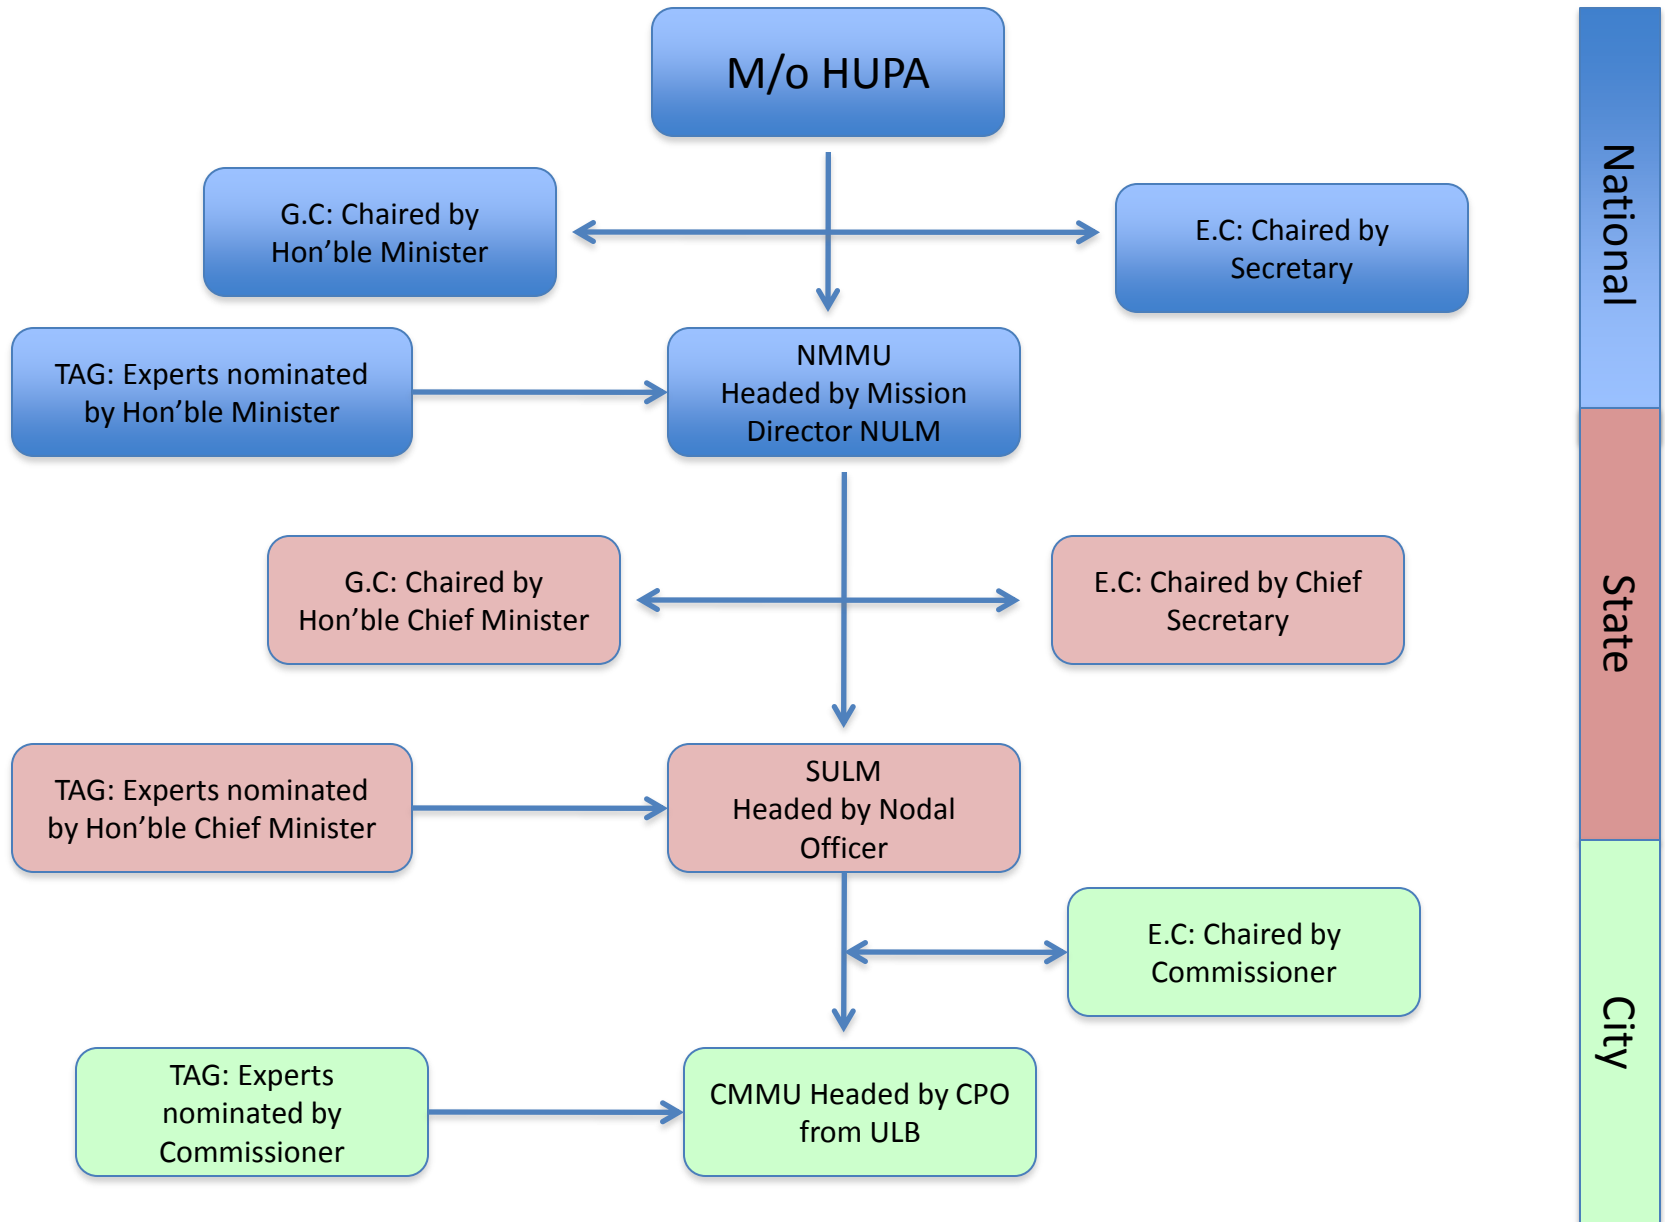 M/o HUPA
G.C: Chaired by
Hon’ble Minister
E.C: Chaired by
Secretary
TAG: Experts nominated
by Hon’ble Minister
NMMU
Headed by Mission
Director NULM
National
G.C: Chaired by
Hon’ble Chief Minister
E.C: Chaired by Chief
Secretary
State
TAG: Experts nominated
by Hon’ble Chief Minister
SULM
Headed by Nodal
Officer
E.C: Chaired by
Commissioner
City
TAG: Experts
nominated by
Commissioner
CMMU Headed by CPO
from ULB